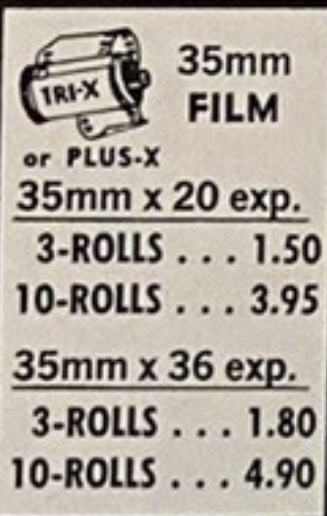 TRI-X
35mm
FILM
or PLUS-X
35mm x 20 exp.
3-ROLLS . . . 1.50
10-ROLLS . . . 3.95
35mm x 36 exp.
3-ROLLS . . . 1.80
10-ROLLS . . . 4.90